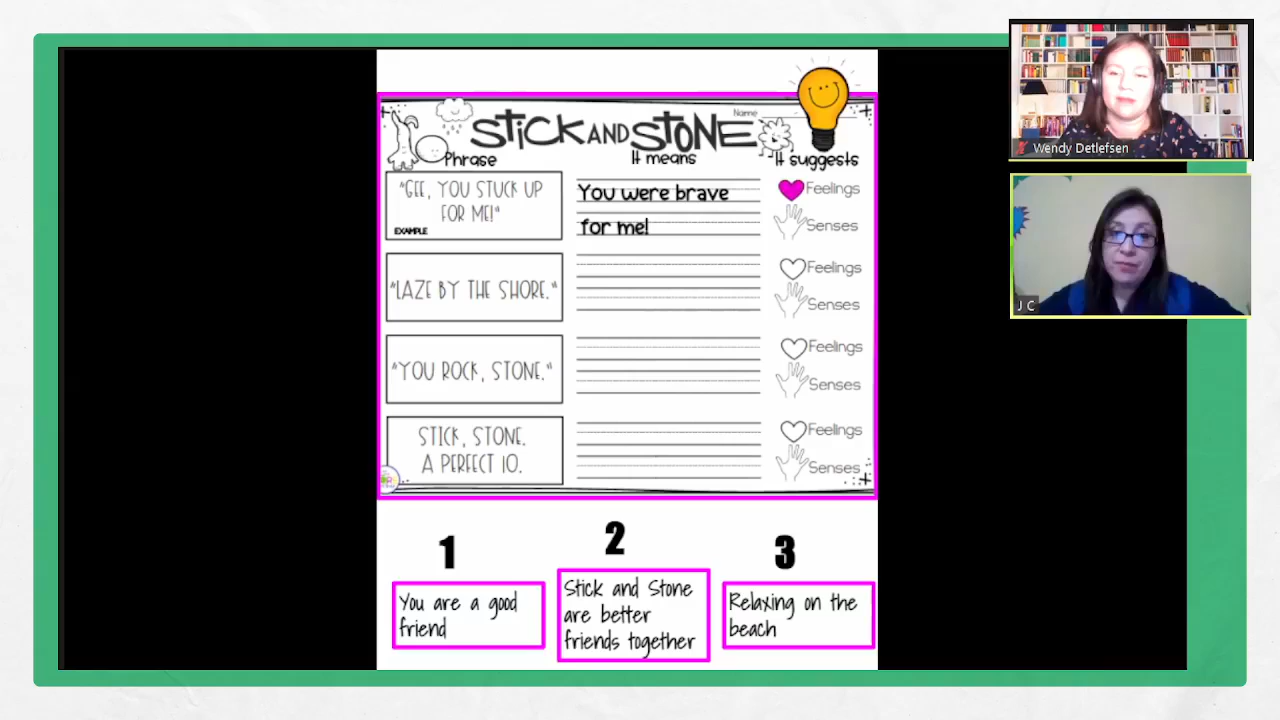 Name
STICK AND STONE
Phrase It means It suggests
"GEE, YOU STUCK UP
FOR ME!"
EXAMPLE
You were brave
for me!
Feelings
Senses
"LAZE BY THE SHORE."
Feelings
Senses
"YOU ROCK, STONE."
Feelings
Senses
STICK, STONE.
A PERFECT 10.
Feelings
Senses
1
You are a good
friend
2
Stick and Stone
are better
friends together
3
Relaxing on the
beach
Wendy Detlefsen
J C